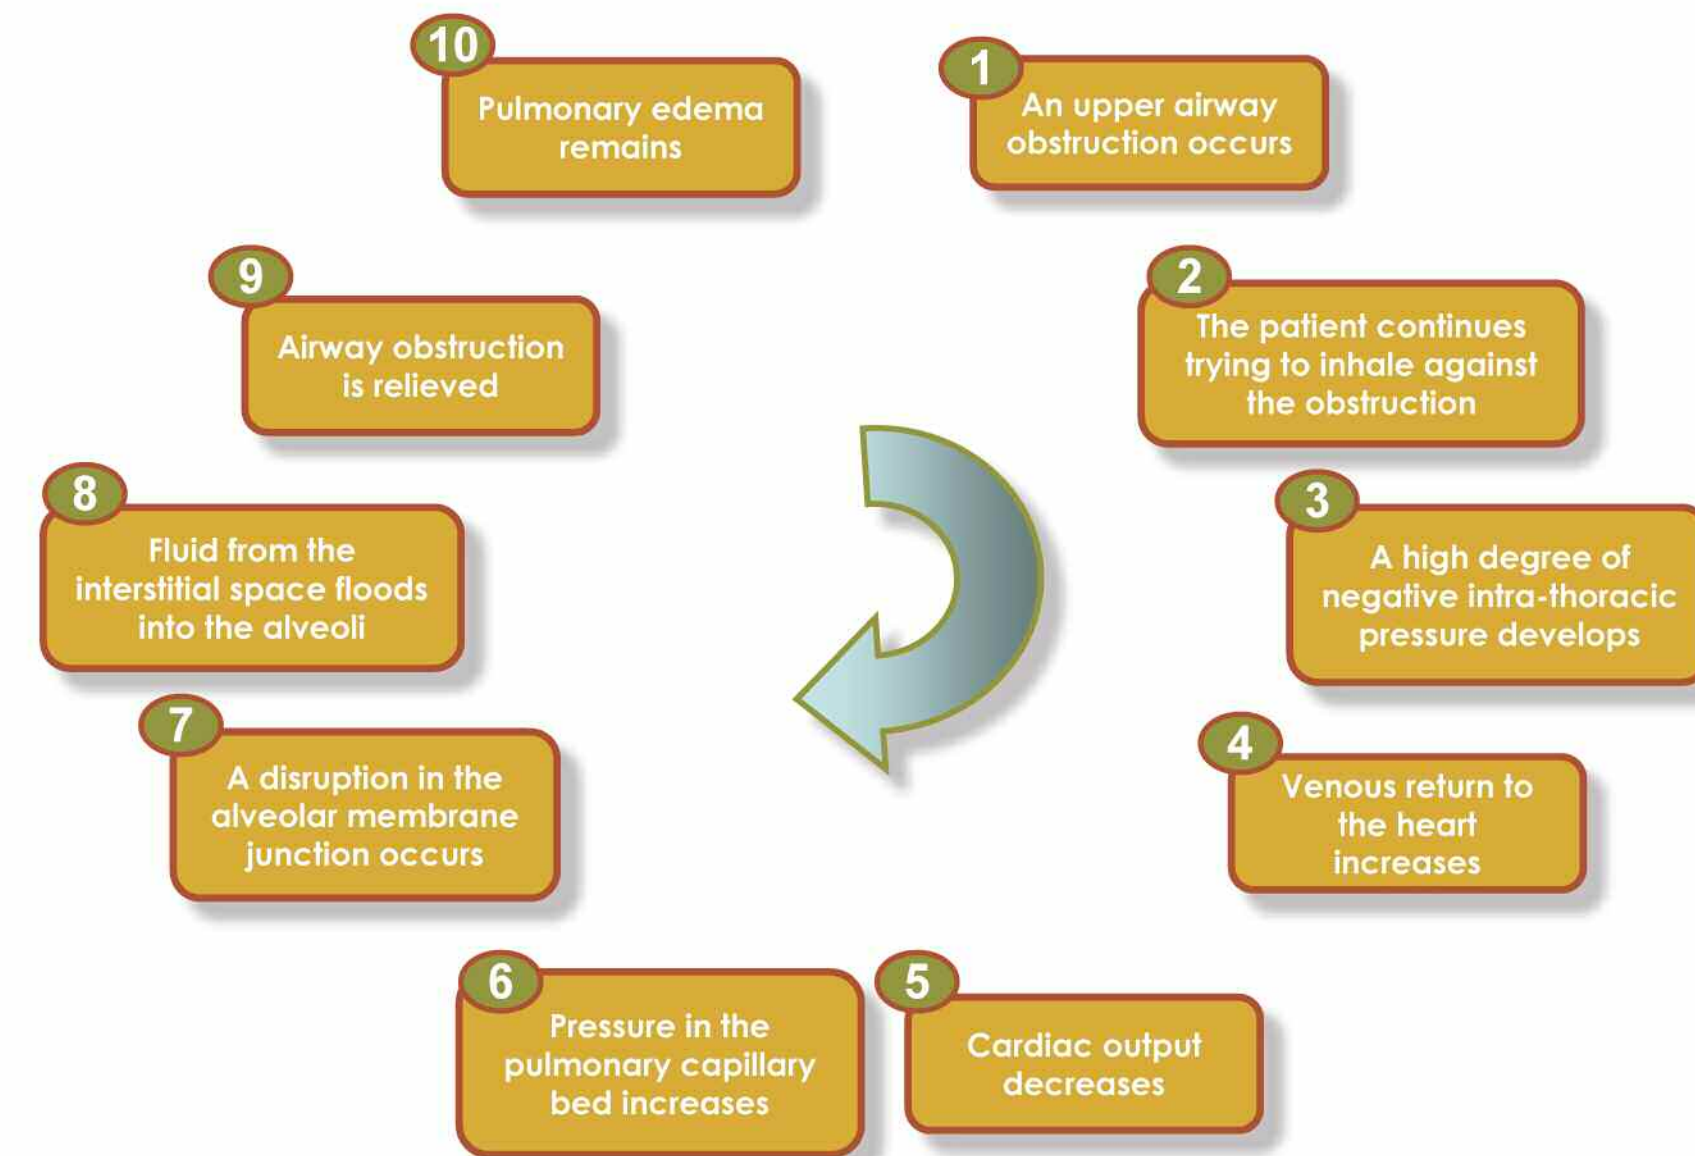 1
An upper airway
obstruction occurs
2
The patient continues
trying to inhale against
the obstruction
3
A high degree of
negative intra-thoracic
pressure develops
4
Venous return to
the heart
increases
5
Cardiac output
decreases
6
Pressure in the
pulmonary capillary
bed increases
7
A disruption in the
alveolar membrane
junction occurs
8
Fluid from the
interstitial space floods
into the alveoli
9
Airway obstruction
is relieved
10
Pulmonary edema
remains